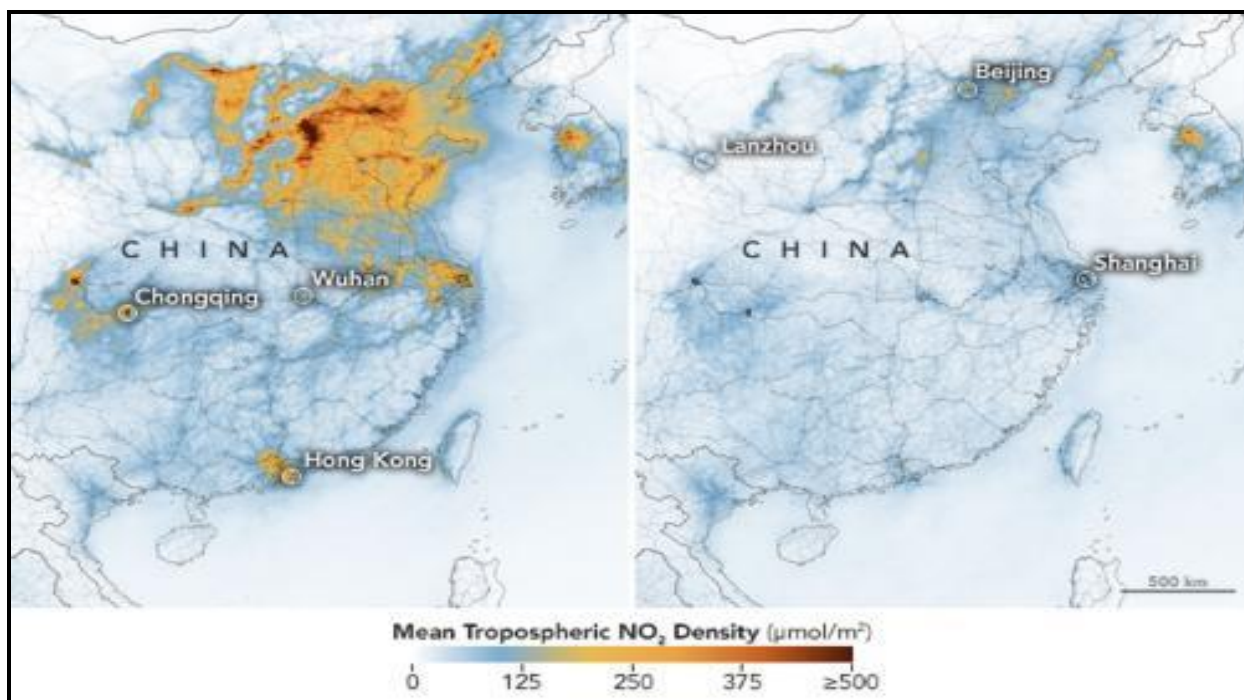 CHINA
Wuhan
Chongqing
Hong Kong
Beijing
Lanzhou
CHINA
Shanghai
500 km
Mean Tropospheric NO₂ Density (μmol/m²)
0 125 250 375 ≥500